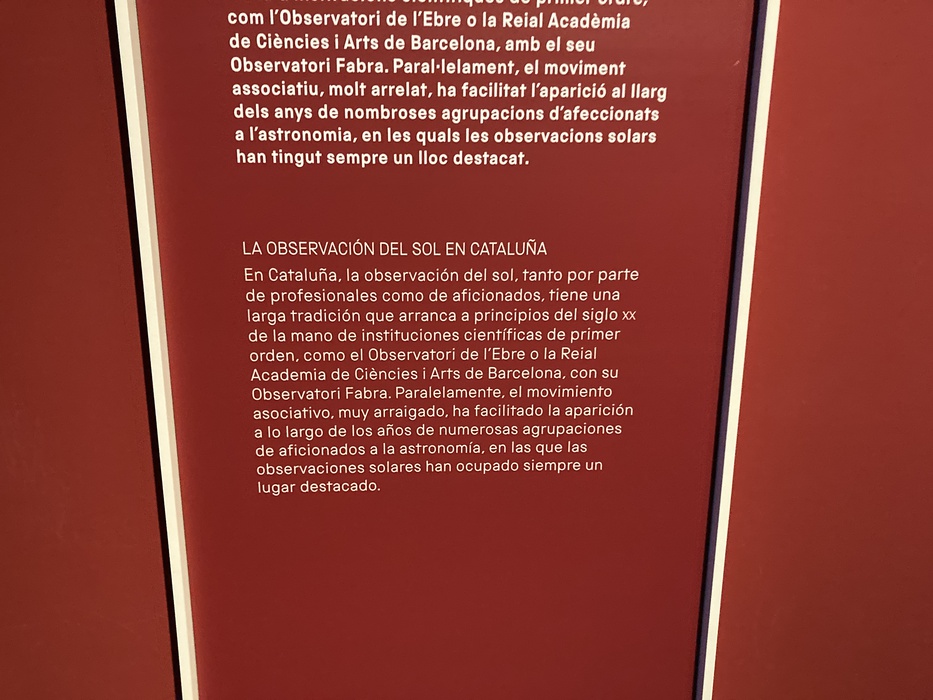 de primer ordre,
com l'Observatori de l'Ebre o la Reial Acadèmia
de Ciències i Arts de Barcelona, amb el seu
Observatori Fabra. Paral·lelament, el moviment
associatiu, molt arrelat, ha facilitat l'aparició al llarg
dels anys de nombroses agrupacions d'afeccionats
a l'astronomia, en les quals les observacions solars
han tingut sempre un lloc destacat.
LA OBSERVACIÓN DEL SOL EN CATALUÑA
En Cataluña, la observación del sol, tanto por parte
de profesionales como de aficionados, tiene una
larga tradición que arranca a principios del siglo XX
de la mano de instituciones científicas de primer
orden, como el Observatori de l'Ebre o la Reial
Academia de Ciències i Arts de Barcelona, con su
Observatori Fabra. Paralelamente, el movimiento
asociativo, muy arraigado, ha facilitado la aparición
a lo largo de los años de numerosas agrupaciones
de aficionados a la astronomía, en las que las
observaciones solares han ocupado siempre un
lugar destacado.